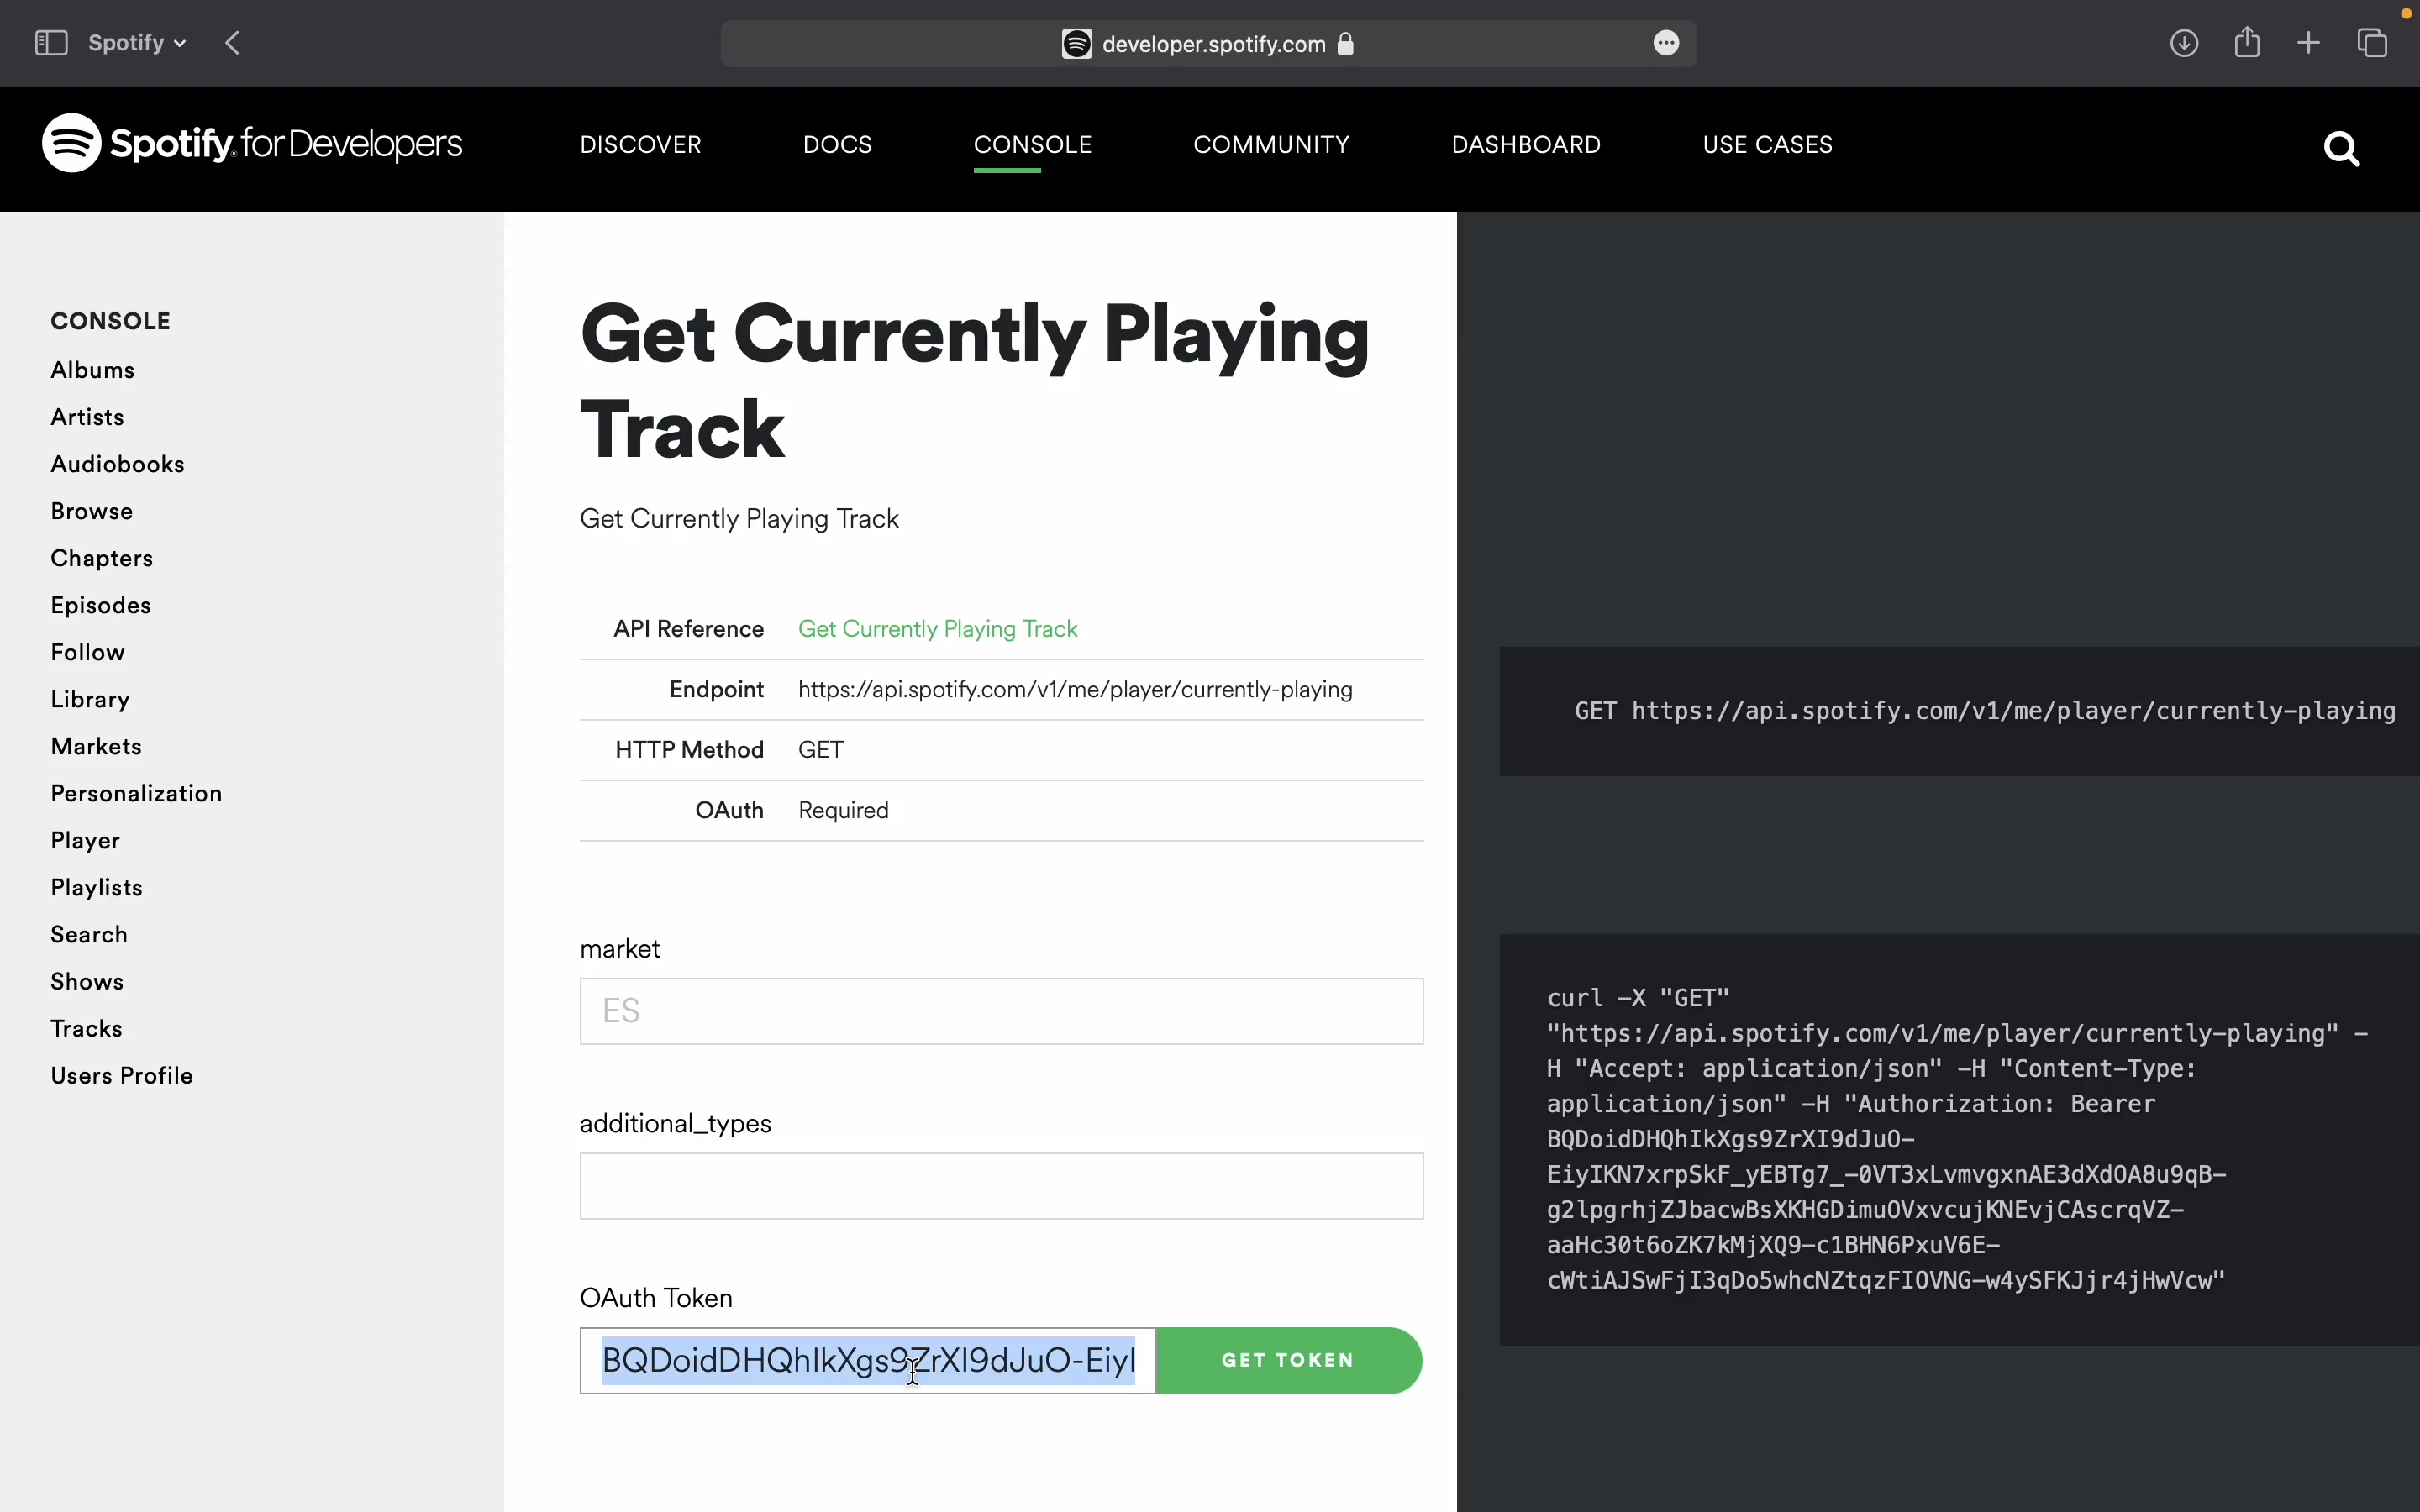 Spotify
developer.spotify.com
Spotify for Developers
DISCOVER
DOCS
CONSOLE
COMMUNITY
DASHBOARD
USE CASES
CONSOLE
Albums
Artists
Audiobooks
Browse
Chapters
Episodes
Follow
Library
Markets
Personalization
Player
Playlists
Search
Shows
Tracks
Users Profile
Get Currently Playing
Track
Get Currently Playing Track
API Reference Get Currently Playing Track
Endpoint https://api.spotify.com/v1/me/player/currently-playing
HTTP Method GET
OAuth Required
market
ES
additional_types
OAuth Token
BQDoidDHQhIkXgs9ZrXI9dJuO-EiyI
GET TOKEN
GET https://api.spotify.com/v1/me/player/currently-playing
curl -X "GET"
"https://api.spotify.com/v1/me/player/currently-playing" -
H "Accept: application/json" -H "Content-Type:
application/json" -H "Authorization: Bearer
BQDoidDHQhIkXgs9ZrXI9dJuO-
EiyIKN7xrpSkF_yEBTg7_-0VT3xLvmvgxnAE3dXdOA8u9qB-
g2lpgrhjZJbacwBsXKHGDimuOVxvcujKNEvjCAscrqVZ-
aaHc30t6oZK7kMjXQ9-c1BHN6PxuV6E-
cWtiAJSwFjI3qDo5whcNZtqzFIOVNG-w4ySFKJjr4jHwVcw"